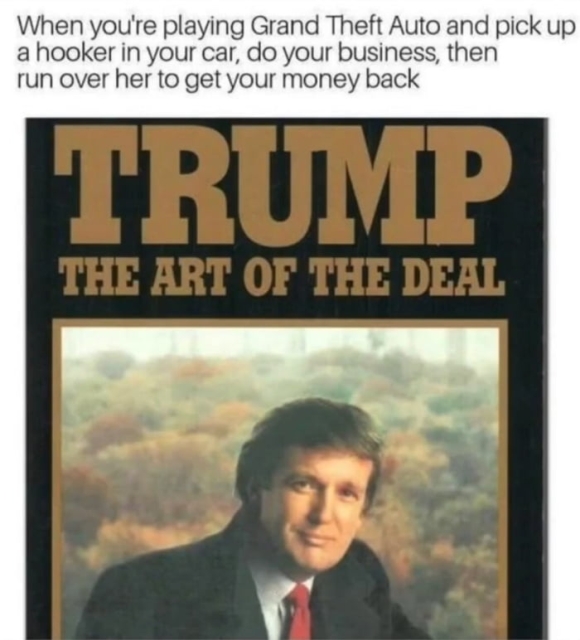 When you're playing Grand Theft Auto and pick up
a hooker in your car, do your business, then
run over her to get your money back
TRUMP
THE ART OF THE DEAL